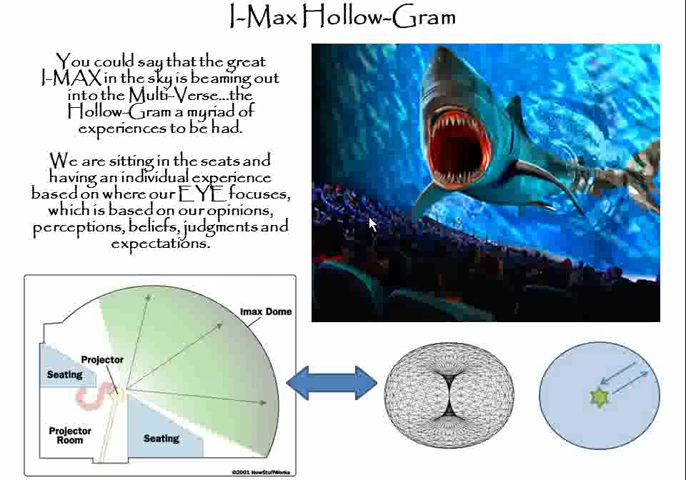 I-Max Hollow-Gram
You could say that the great
I-MAX in the sky is beaming out
into the Multi-Verse...the
Hollow-Gram a myriad of
experiences to be had.
We are sitting in the seats and
having an individual experience
based on where our EYE focuses,
which is based on our opinions,
perceptions, beliefs, judgments and
expectations.
Imax Dome
Projector
Seating
Projector
Room
Seating
©2001 HowStuffWorks